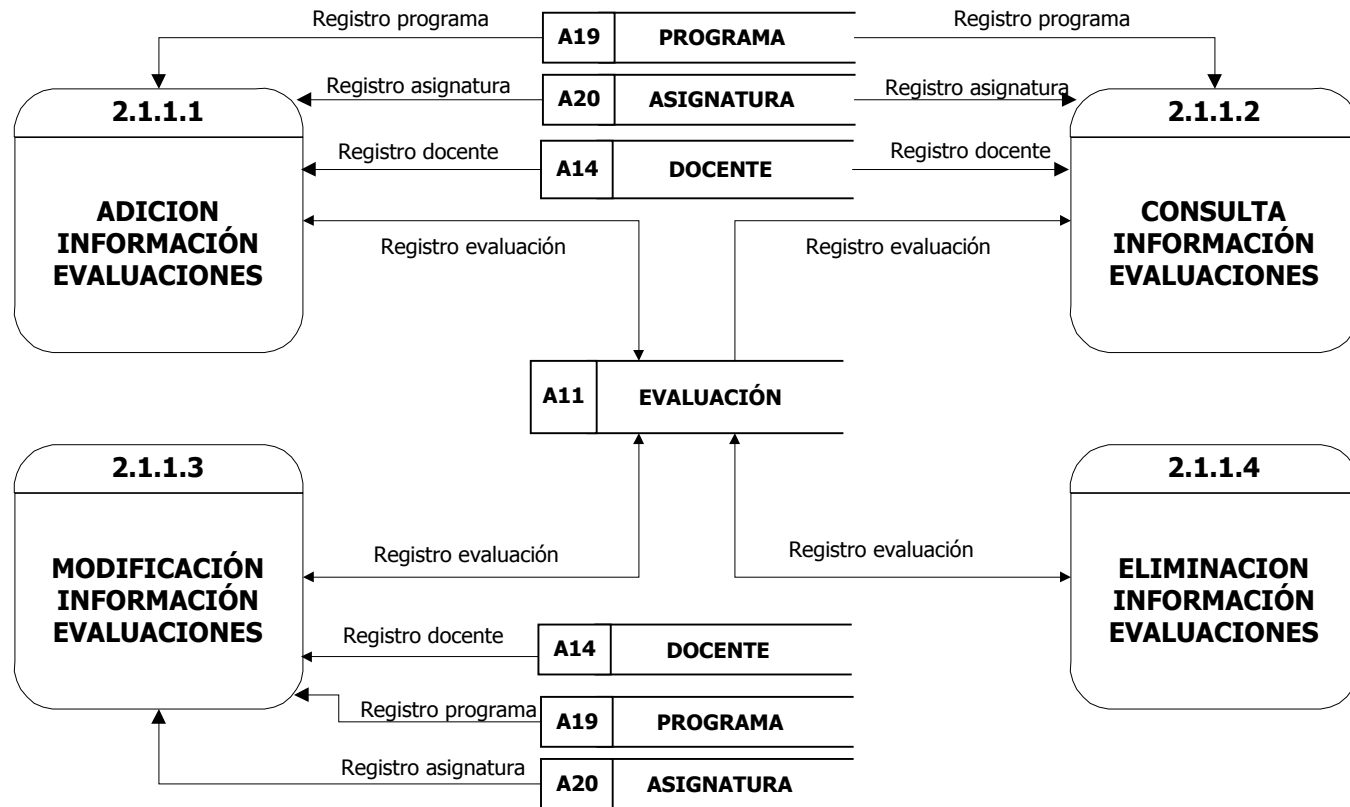 Registro programa
A19 PROGRAMA
Registro programa
Registro asignatura
A20 ASIGNATURA
Registro asignatura
2.1.1.1
2.1.1.2
Registro docente
A14 DOCENTE
Registro docente
ADICION
INFORMACIÓN
EVALUACIONES
CONSULTA
INFORMACIÓN
EVALUACIONES
Registro evaluación
Registro evaluación
A11 EVALUACIÓN
2.1.1.3
2.1.1.4
MODIFICACIÓN
INFORMACIÓN
EVALUACIONES
Registro evaluación
Registro evaluación
ELIMINACION
INFORMACIÓN
EVALUACIONES
Registro docente
A14 DOCENTE
Registro programa
A19 PROGRAMA
Registro asignatura
A20 ASIGNATURA